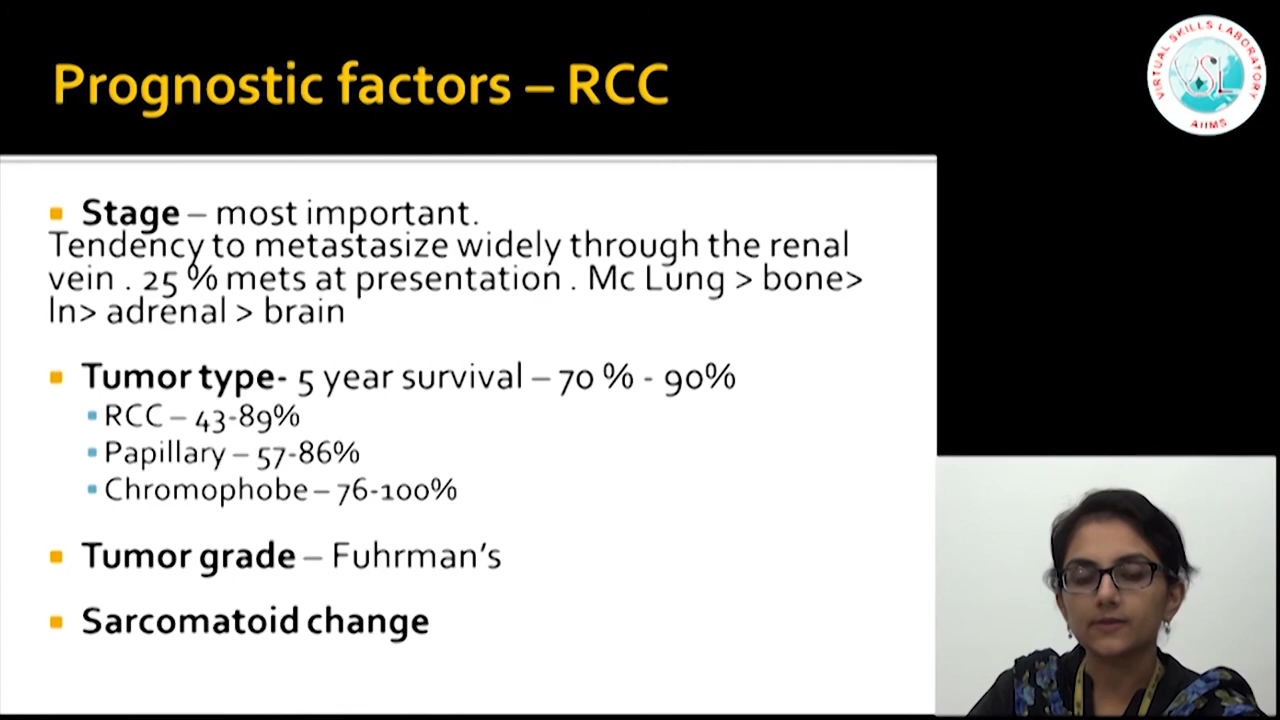 Prognostic factors – RCC
VIRTUAL SKILLS LABORATORY
VSL
AIIMS
Stage – most important.
Tendency to metastasize widely through the renal
vein . 25 % mets at presentation . Mc Lung > bone>
ln> adrenal > brain
Tumor type- 5 year survival – 70 % - 90%
RCC – 43-89%
Papillary – 57-86%
Chromophobe – 76-100%
Tumor grade – Fuhrman's
Sarcomatoid change